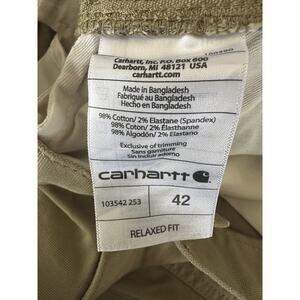 Carhartt, Inc. P.O. Box 600
Dearborn, MI 48121 USA
carhartt.com
Made in Bangladesh
Fabriqué au Bangladesh
Hecho en Bangladesh
98% Cotton/ 2% Elastane (Spandex)
98% Coton/ 2% Élasthanne
98% Algodón/ 2% Elastano
Exclusive of trimming
Sans garniture
Sin incluir adorno
carhartt
103542 253
42
RELAXED FIT